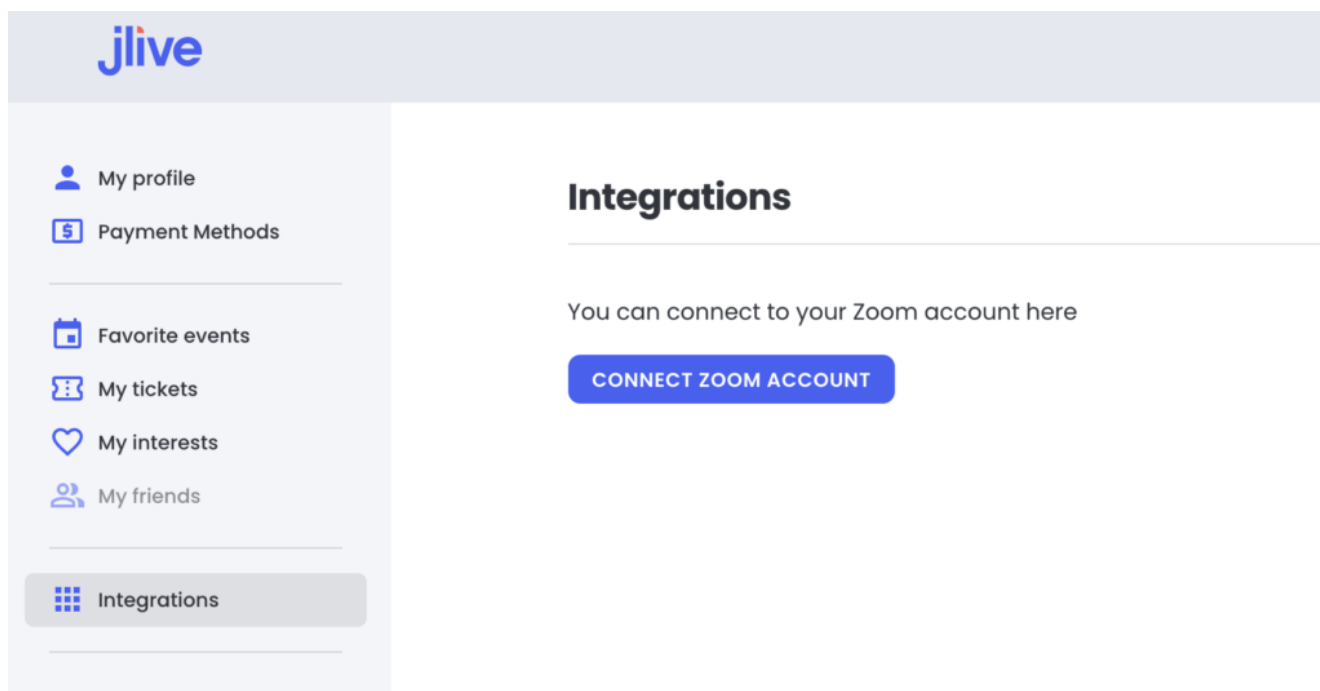 jlive
My profile
Payment Methods
Favorite events
My tickets
My interests
My friends
Integrations
Integrations
You can connect to your Zoom account here
CONNECT ZOOM ACCOUNT